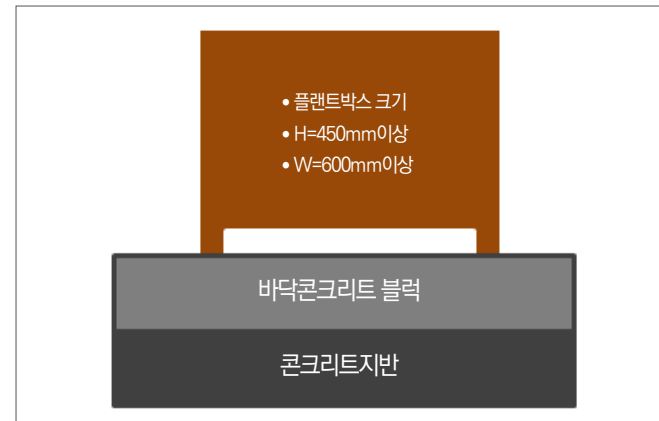 • 플랜트박스 크기
• H=450mm이상
• W=600mm이상
바닥콘크리트 블럭
콘크리트지반